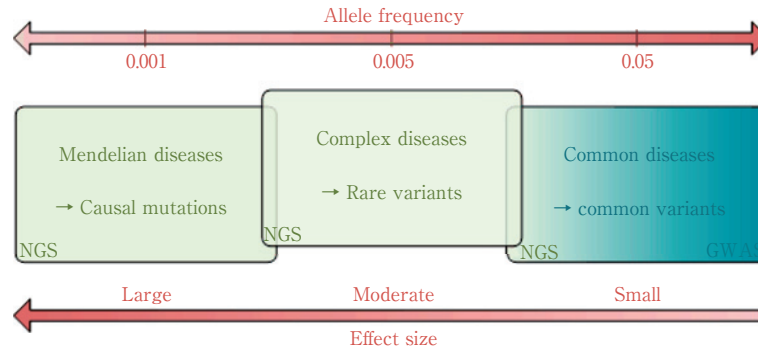 Allele frequency
0.001 0.005 0.05
Mendelian diseases
→ Causal mutations
NGS
Complex diseases
→ Rare variants
NGS
Common diseases
→ common variants
NGS GWAS
Large Moderate Small
Effect size